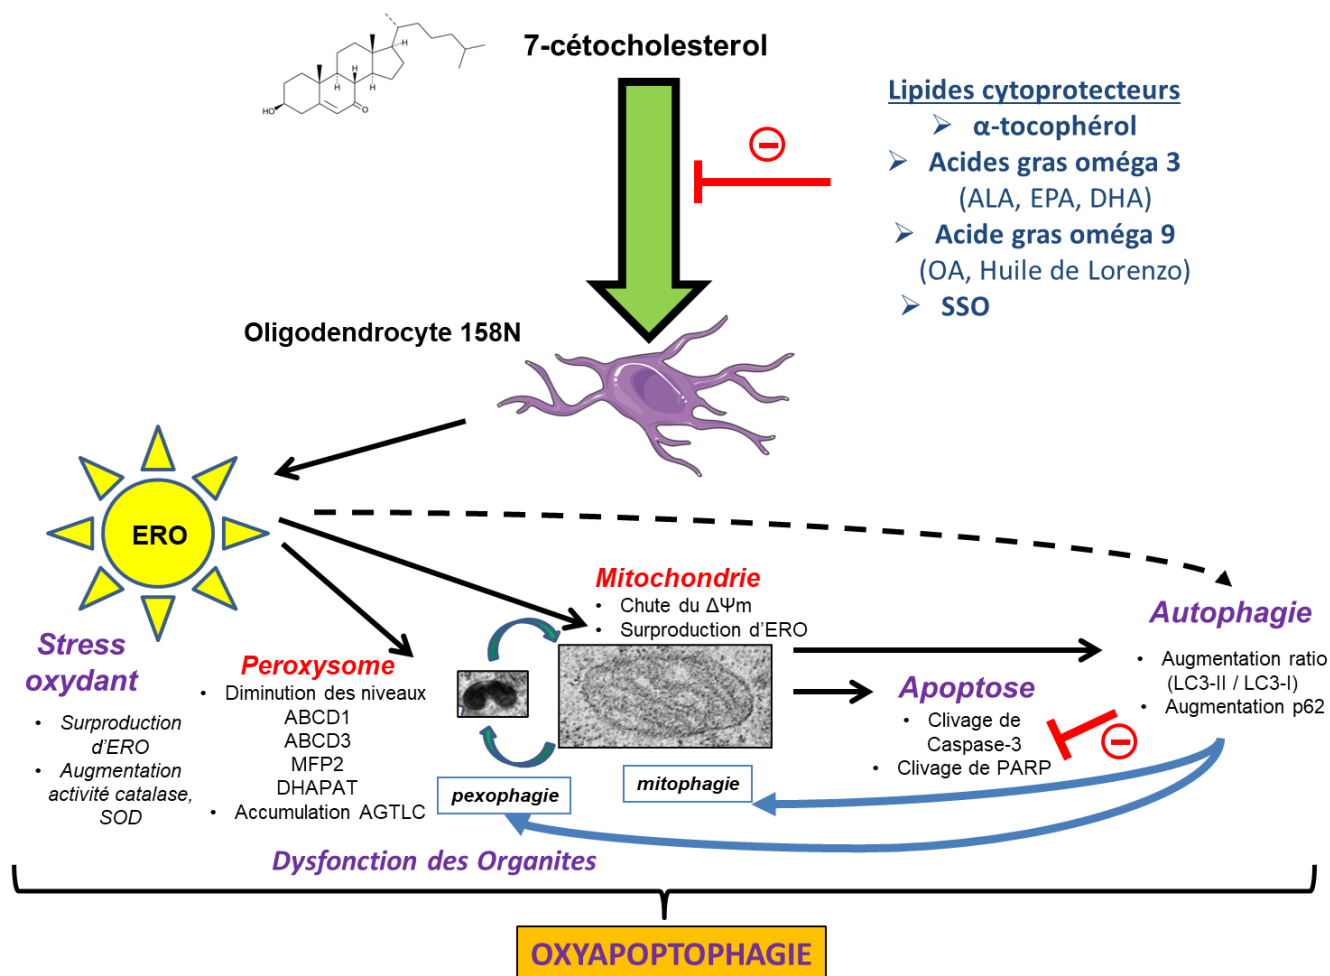 7-cétocholesterol
HO
H
H
H
H
O
Lipides cytoprotecteurs
➢ α-tocophérol
➢ Acides gras oméga 3
(ALA, EPA, DHA)
➢ Acide gras oméga 9
(OA, Huile de Lorenzo)
➢ SSO
Oligodendrocyte 158N
ERO
Stress
oxydant
• Surproduction
d'ERO
• Augmentation
activité catalase,
SOD
Peroxysome
• Diminution des niveaux
ABCD1
ABCD3
MFP2
DHAPAT
• Accumulation AGTLC
Mitochondrie
• Chute du ΔΨm
• Surproduction d'ERO
pexophagie
mitophagie
Apoptose
• Clivage de
Caspase-3
• Clivage de PARP
Autophagie
• Augmentation ratio
(LC3-II / LC3-I)
• Augmentation p62
Dysfonction des Organites
OXYAPOPTOPHAGIE